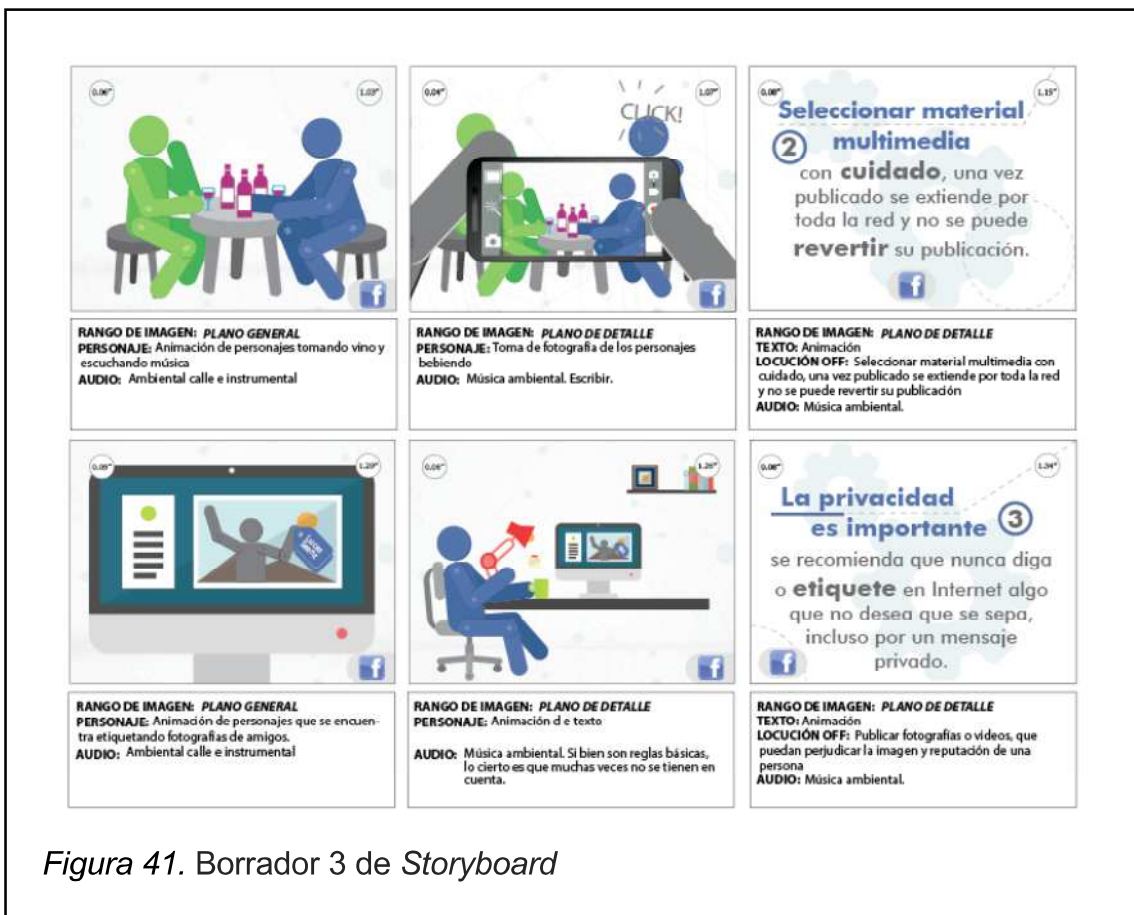 0.06"
1.03"
RANGO DE IMAGEN: PLANO GENERAL
PERSONAJE: Animación de personajes tomando vino y
escuchando música
AUDIO: Ambiental calle e instrumental
0.04"
1.07"
CLICK!
RANGO DE IMAGEN: PLANO DE DETALLE
PERSONAJE: Toma de fotografía de los personajes
bebiendo
AUDIO: Música ambiental. Escribir.
0.08"
1.15"
Seleccionar material
2 multimedia
con cuidado, una vez
publicado se extiende por
toda la red y no se puede
revertir su publicación.
f
RANGO DE IMAGEN: PLANO DE DETALLE
TEXTO: Animación
LOCUCIÓN OFF: Seleccionar material multimedia con
cuidado, una vez publicado se extiende por toda la red
y no se puede revertir su publicación
AUDIO: Música ambiental.
1.20"
f
RANGO DE IMAGEN: PLANO GENERAL
PERSONAJE: Animación de personajes que se encuen-
tra etiquetando fotografías de amigos.
AUDIO: Ambiental calle e instrumental
1.26"
f
RANGO DE IMAGEN: PLANO DE DETALLE
PERSONAJE: Animación d e texto
AUDIO: Música ambiental. Si bien son reglas básicas,
lo cierto es que muchas veces no se tienen en
cuenta.
0.08"
1.34"
La privacidad
es importante 3
se recomienda que nunca diga
o etiquete en Internet algo
que no desea que se sepa,
incluso por un mensaje
privado.
f
RANGO DE IMAGEN: PLANO DE DETALLE
TEXTO: Animación
LOCUCIÓN OFF: Publicar fotografías o videos, que
puedan perjudicar la imagen y reputación de una
persona
AUDIO: Música ambiental.
Figura 41. Borrador 3 de Storyboard